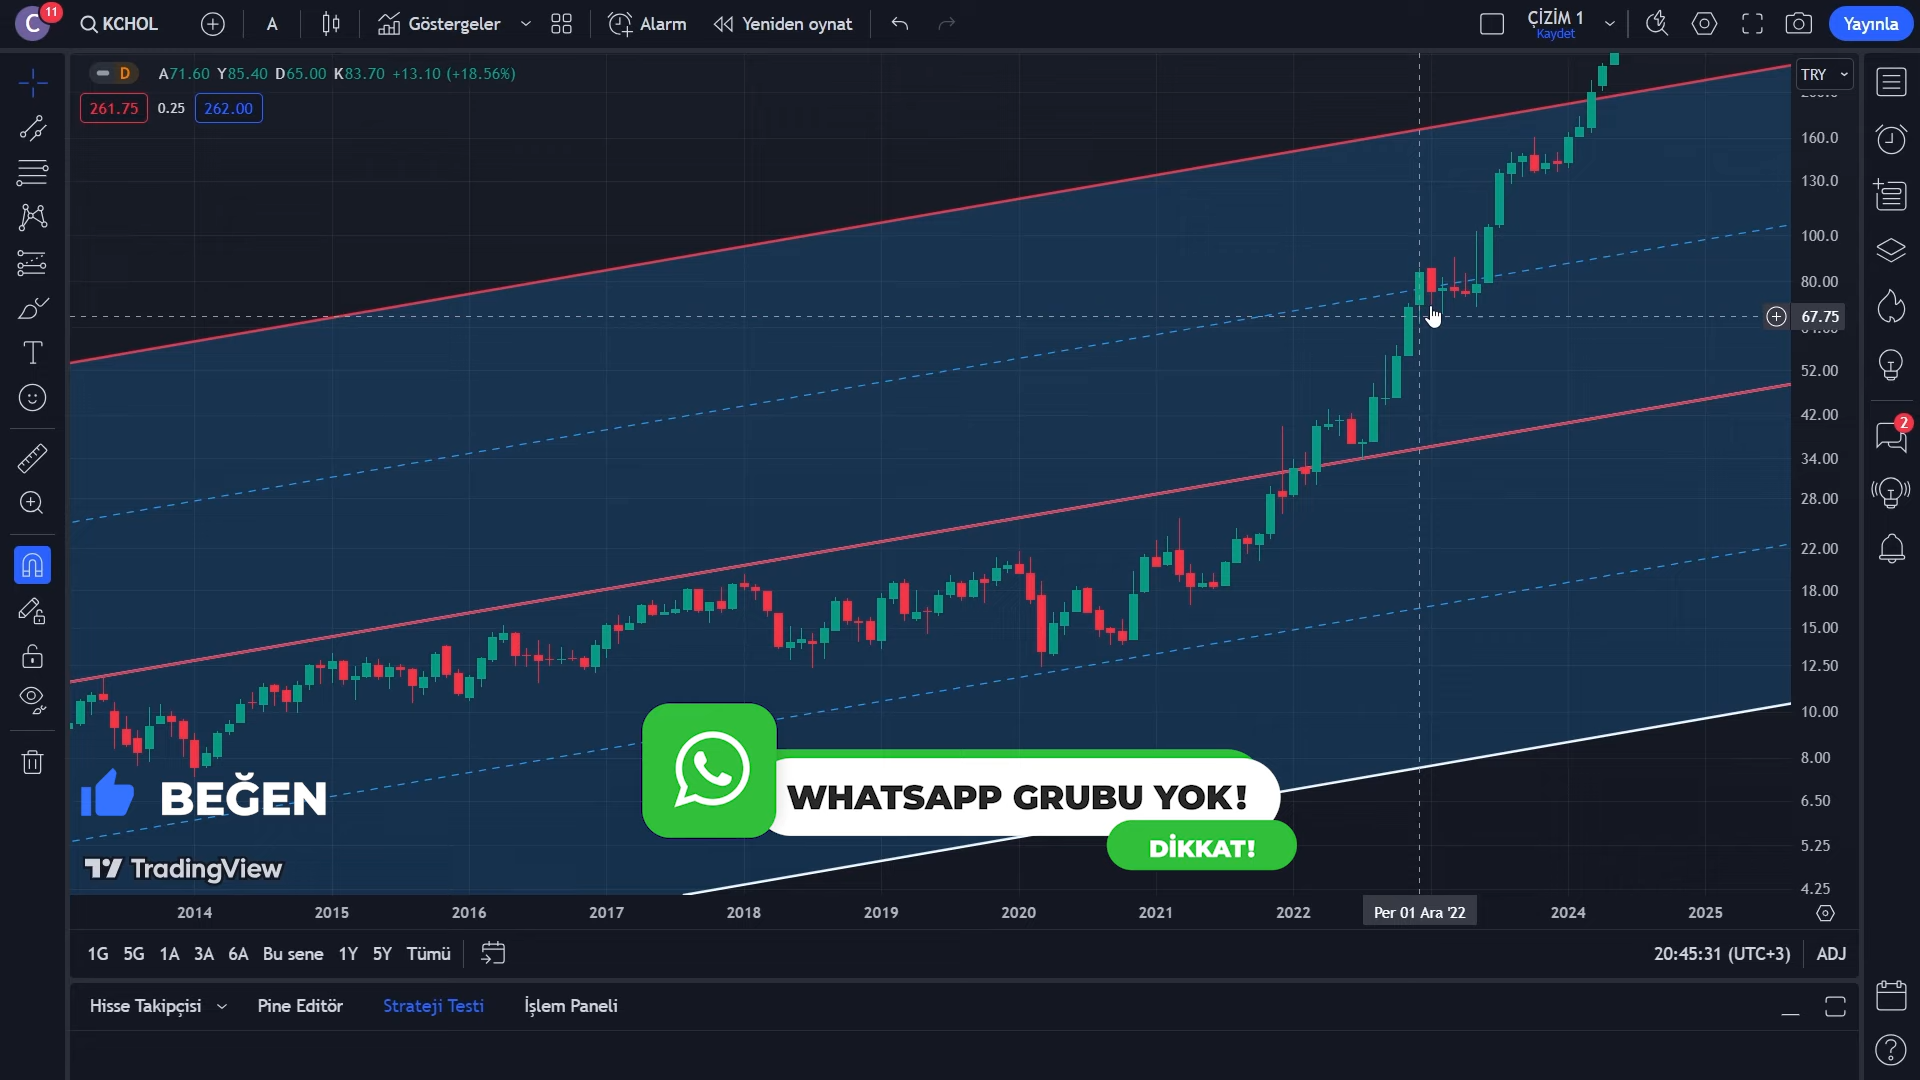 C
11
KCHOL
A
Göstergeler
Alarm
Yeniden oynat
ÇİZİM 1
Kaydet
Yayınla
D
A71.60 Y85.40 D65.00 K83.70 +13.10 (+18.56%)
261.75
0.25
262.00
TRY
160.0
130.0
100.0
80.00
67.75
52.00
42.00
34.00
28.00
22.00
18.00
15.00
12.50
10.00
8.00
6.50
5.25
4.25
2
BEĞEN
WHATSAPP GRUBU YOK!
DİKKAT!
TradingView
2014
2015
2016
2017
2018
2019
2020
2021
2022
Per 01 Ara '22
2024
2025
1G 5G 1A 3A 6A Bu sene 1Y 5Y Tümü
20:45:31 (UTC+3)
ADJ
Hisse Takipçisi
Pine Editör
Strateji Testi
İşlem Paneli